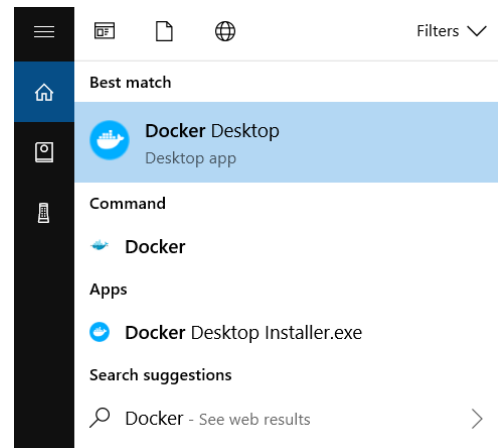 Filters
Best match
Docker Desktop
Desktop app
Command
Docker
Apps
Docker Desktop Installer.exe
Search suggestions
Docker - See web results